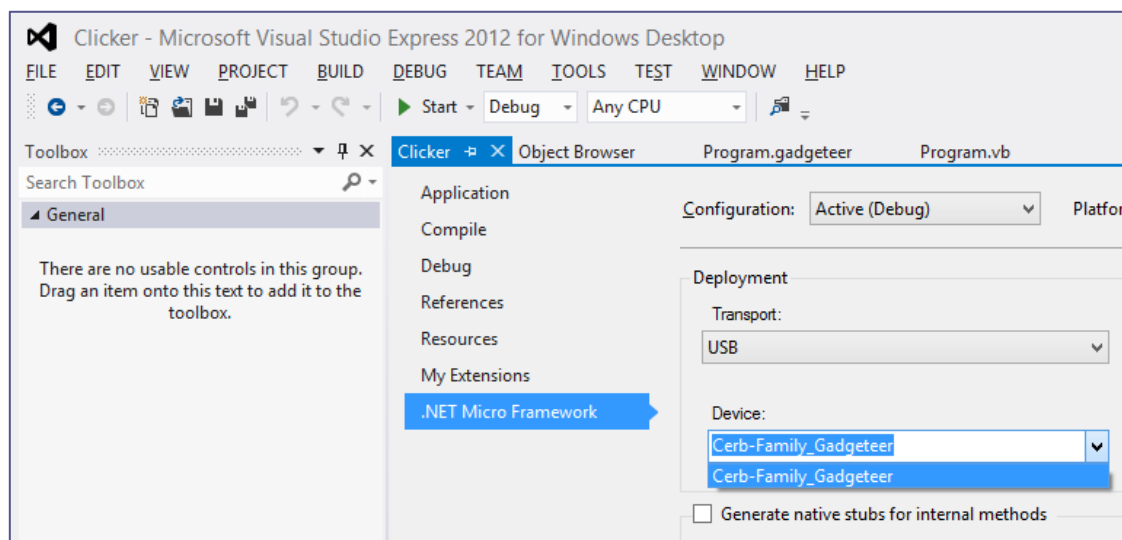 Clicker - Microsoft Visual Studio Express 2012 for Windows Desktop
FILE EDIT VIEW PROJECT BUILD DEBUG TEAM TOOLS TEST WINDOW HELP
Start Debug Any CPU
Toolbox
Search Toolbox
General
There are no usable controls in this group.
Drag an item onto this text to add it to the
toolbox.
Clicker Object Browser Program.gadgeteer Program.vb
Application
Compile
Debug
References
Resources
My Extensions
.NET Micro Framework
Configuration: Active (Debug) Platfor
Deployment
Transport:
USB
Device:
Cerb-Family_Gadgeteer
Cerb-Family_Gadgeteer
Generate native stubs for internal methods